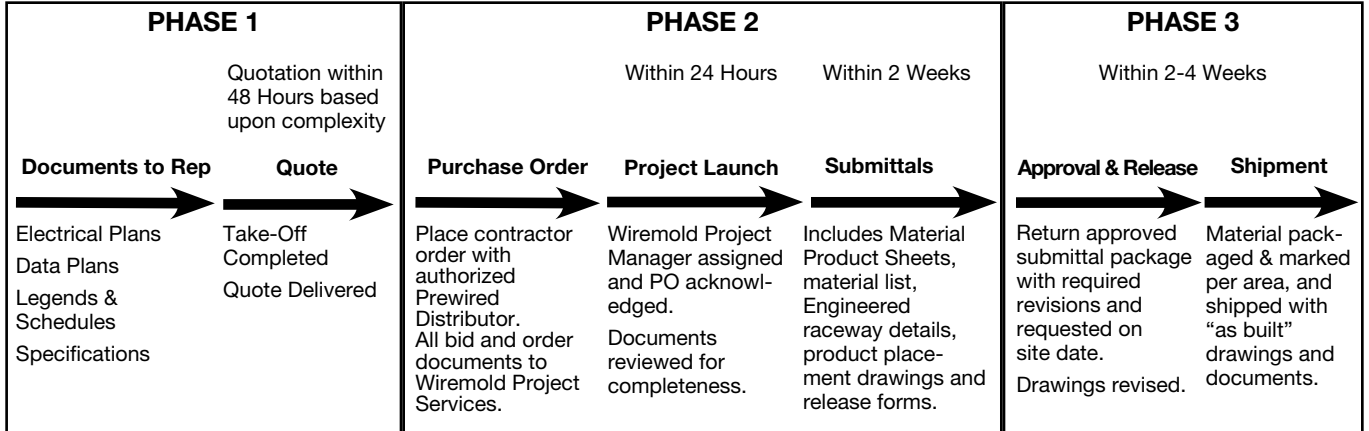 PHASE 1
Quotation within
48 Hours based
upon complexity
Documents to Rep
Electrical Plans
Data Plans
Legends &
Schedules
Specifications
Quote
Take-Off
Completed
Quote Delivered
PHASE 2
Purchase Order
Place contractor
order with
authorized
Prewired
Distributor.
All bid and order
documents to
Wiremold Project
Services.
Within 24 Hours
Project Launch
Wiremold Project
Manager assigned
and PO acknowl-
edged.
Documents
reviewed for
completeness.
Within 2 Weeks
Submittals
Includes Material
Product Sheets,
material list,
Engineered
raceway details,
product place-
ment drawings and
release forms.
PHASE 3
Within 2-4 Weeks
Approval & Release
Return approved
submittal package
with required
revisions and
requested on
site date.
Drawings revised.
Shipment
Material pack-
aged & marked
per area, and
shipped with
“as built”
drawings and
documents.